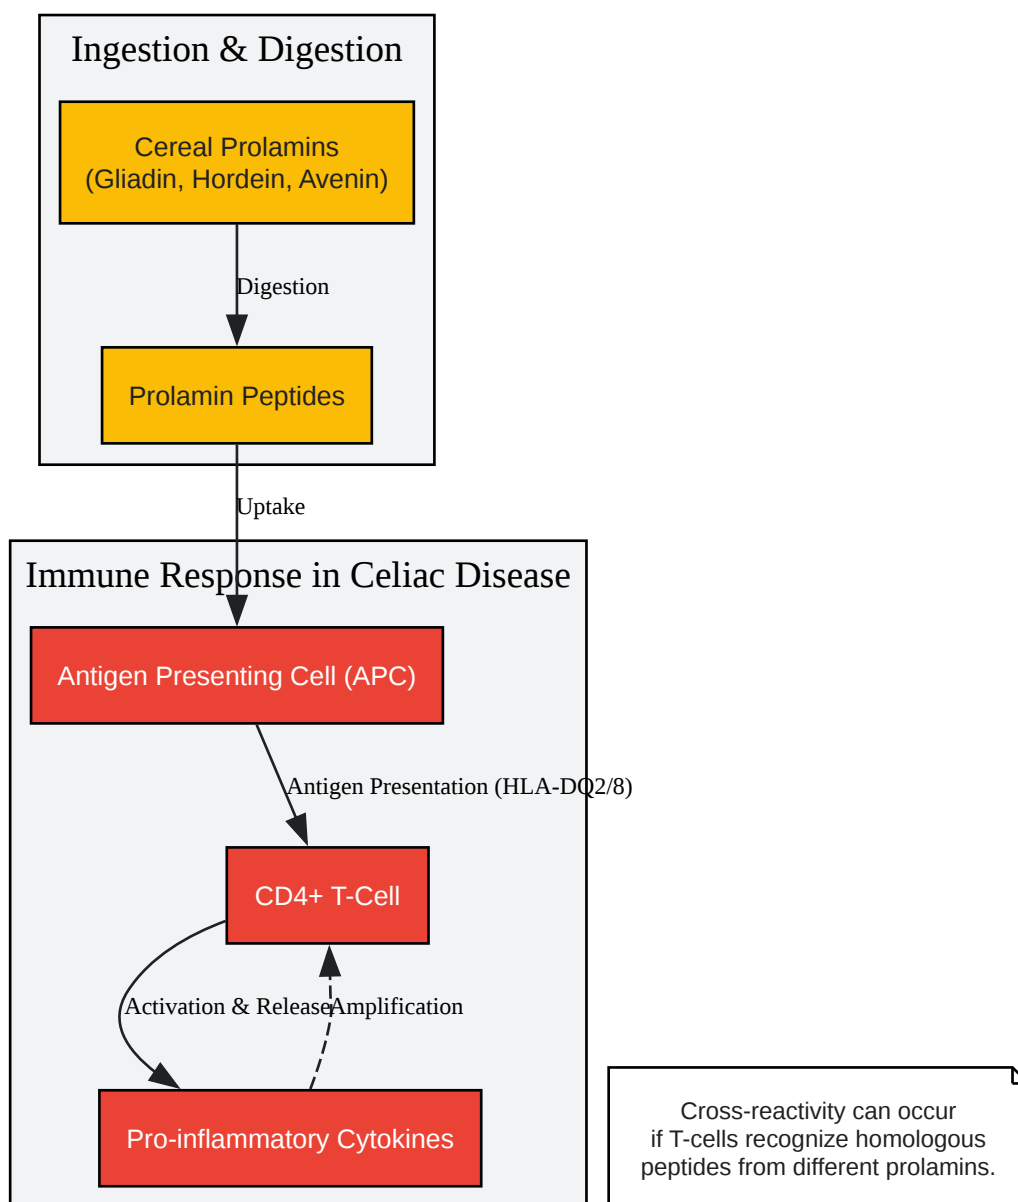 Ingestion & Digestion
Cereal Prolamins
(Gliadin, Hordein, Avenin)
Digestion
Prolamin Peptides
Uptake
Immune Response in Celiac Disease
Antigen Presenting Cell (APC)
Antigen Presentation (HLA-DQ2/8)
CD4+ T-Cell
Activation & Release
Amplification
Pro-inflammatory Cytokines
Cross-reactivity can occur
if T-cells recognize homologous
peptides from different prolamins.